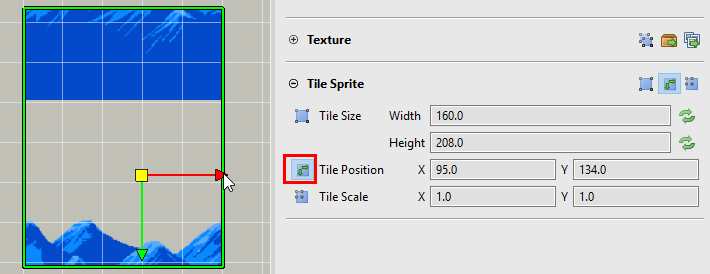 Texture
Tile Sprite
Tile Size Width 160.0
Height 208.0
Tile Position X 95.0 Y 134.0
Tile Scale X 1.0 Y 1.0